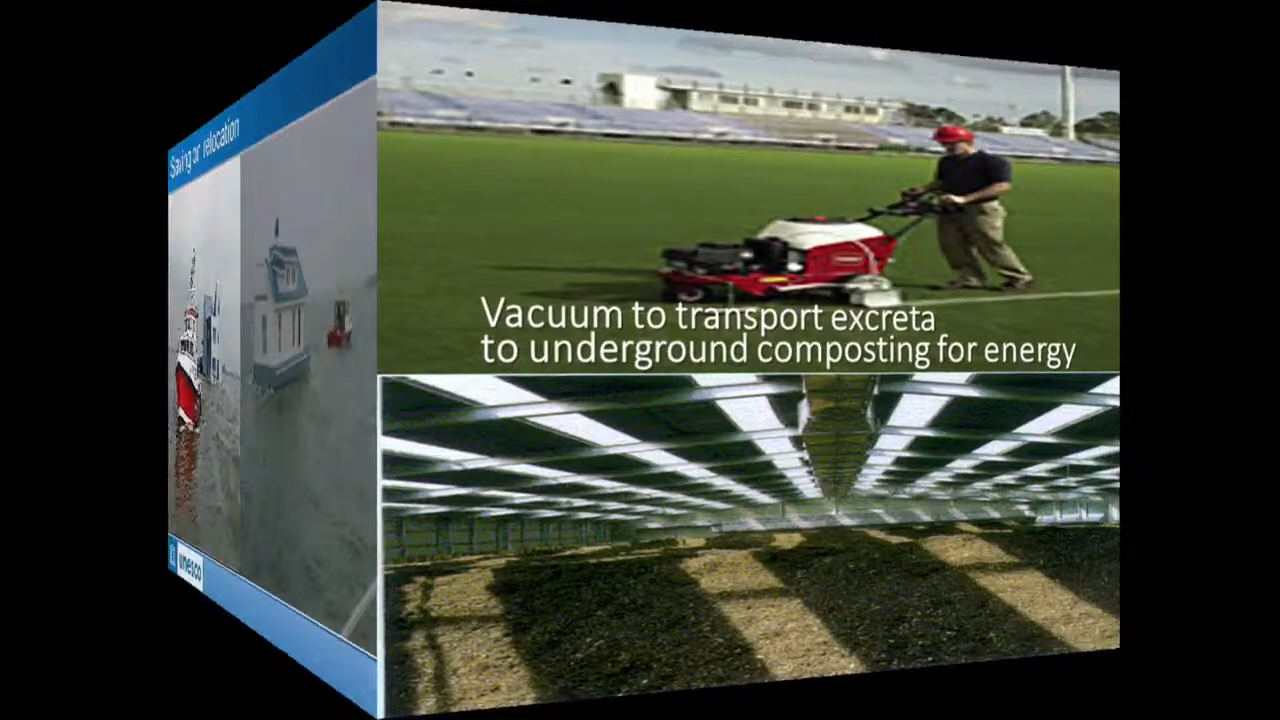 Saving or relocation
unesco
Vacuum to transport excreta
to underground composting for energy